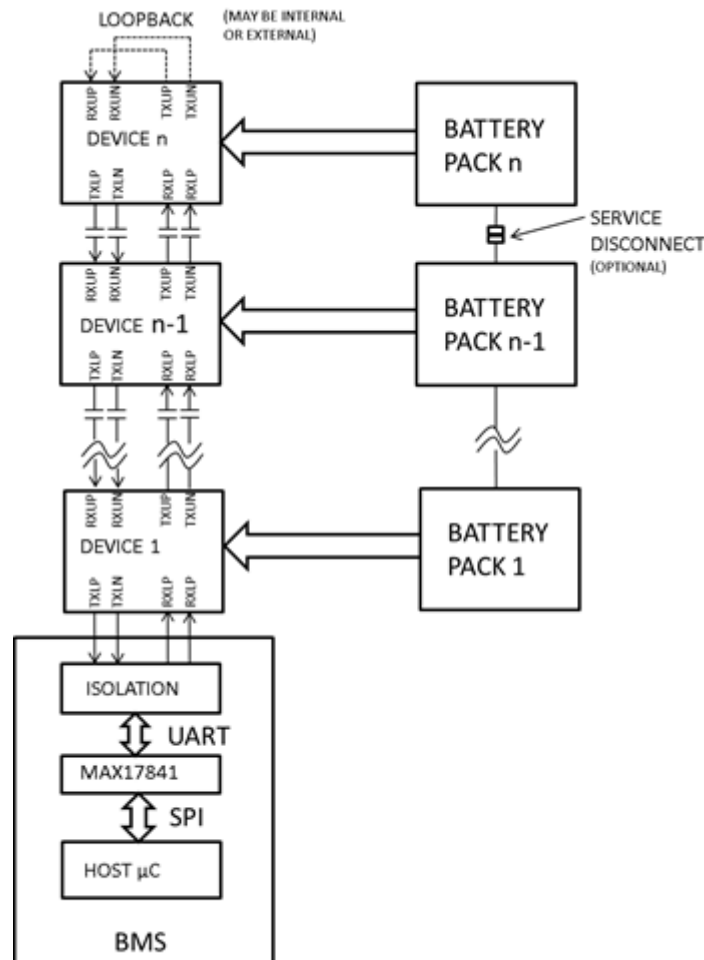 LOOPBACK
(MAY BE INTERNAL
OR EXTERNAL)
RXUP
RXUN
TXUP
TXUN
DEVICE n
TXLP
TXLN
RXLP
RXLP
BATTERY
PACK n
SERVICE
DISCONNECT
(OPTIONAL)
RXUP
RXUN
TXUP
TXUN
DEVICE n-1
TXLP
TXLN
RXLP
RXLP
BATTERY
PACK n-1
RXUP
RXUN
TXUP
TXUN
DEVICE 1
TXLP
TXLN
RXLP
RXLP
BATTERY
PACK 1
ISOLATION
UART
MAX17841
SPI
HOST µC
BMS